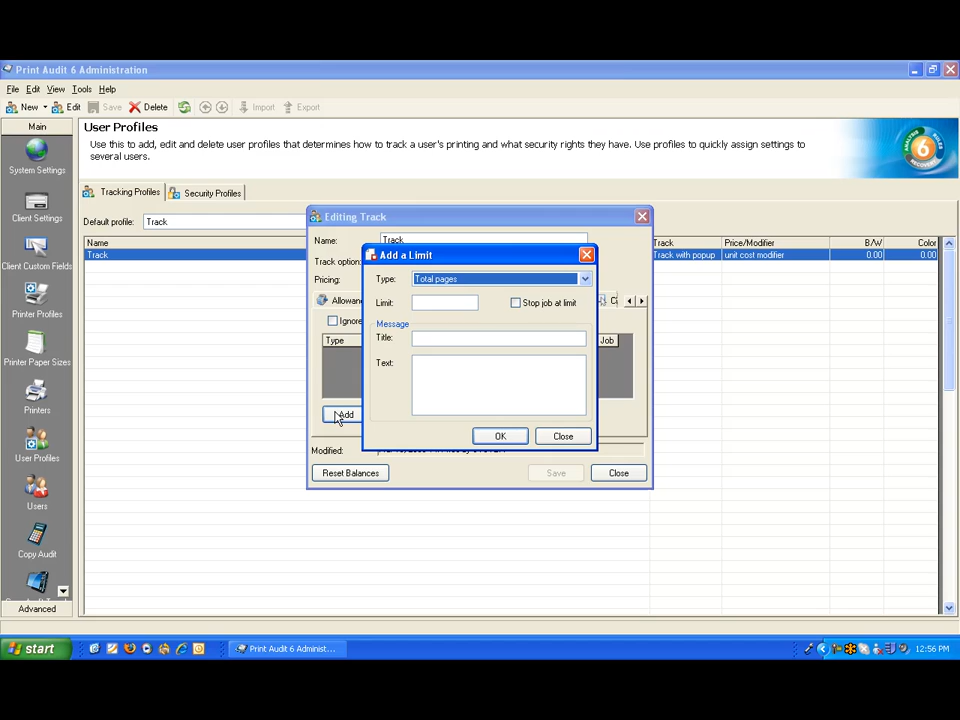 Print Audit 6 Administration
File Edit View Tools Help
New Edit Save Delete Import Export
Main
User Profiles
Use this to add, edit and delete user profiles that determines how to track a user's printing and what security rights they have. Use profiles to quickly assign settings to
several users.
ANALYSIS RULES RECOVERY 6
System Settings
Client Settings
Client Custom Fields
Printer Profiles
Printer Paper Sizes
Printers
User Profiles
Users
Copy Audit
Advanced
Tracking Profiles Security Profiles
Default profile: Track
Name Track Price/Modifier B/W Color
Track Track with popup unit cost modifier 0.00 0.00
Editing Track
Name: Track
Track option:
Pricing:
Ignore
Type Job
Add
Modified:
Reset Balances Save Close
Add a Limit
Type: Total pages
Limit: Stop job at limit
Message
Title:
Text:
OK Close
start Print Audit 6 Administ... 12:56 PM